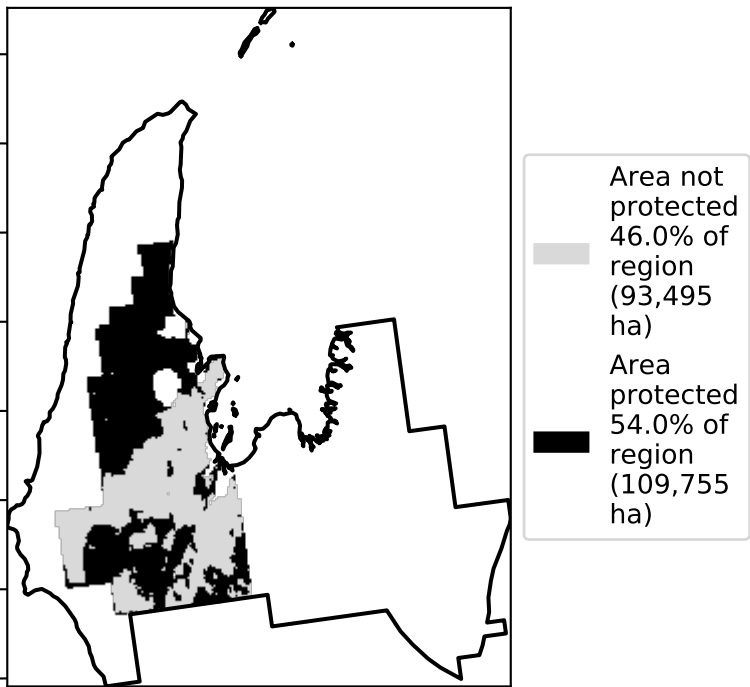 Area not
protected
46.0% of
region
(93,495
ha)
Area
protected
54.0% of
region
(109,755
ha)